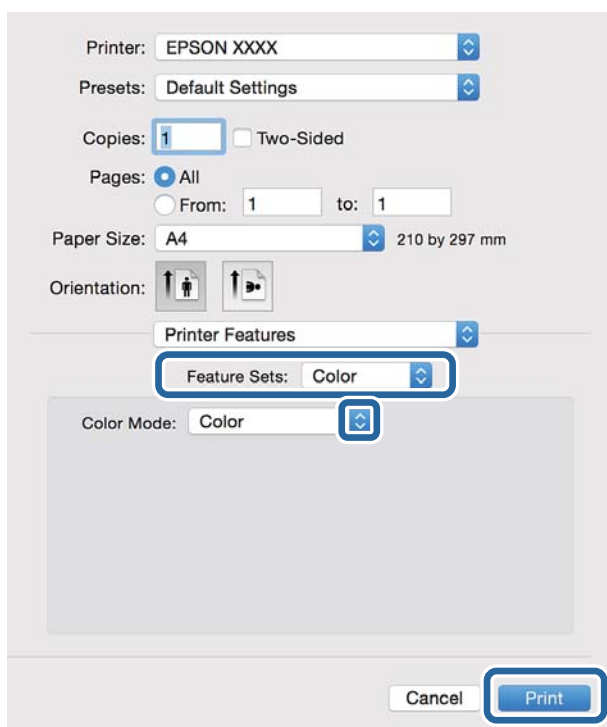 Printer: EPSON XXXX
Presets: Default Settings
Copies: 1 Two-Sided
Pages: All
From: 1 to: 1
Paper Size: A4 210 by 297 mm
Orientation:
Printer Features
Feature Sets: Color
Color Mode: Color
Cancel Print